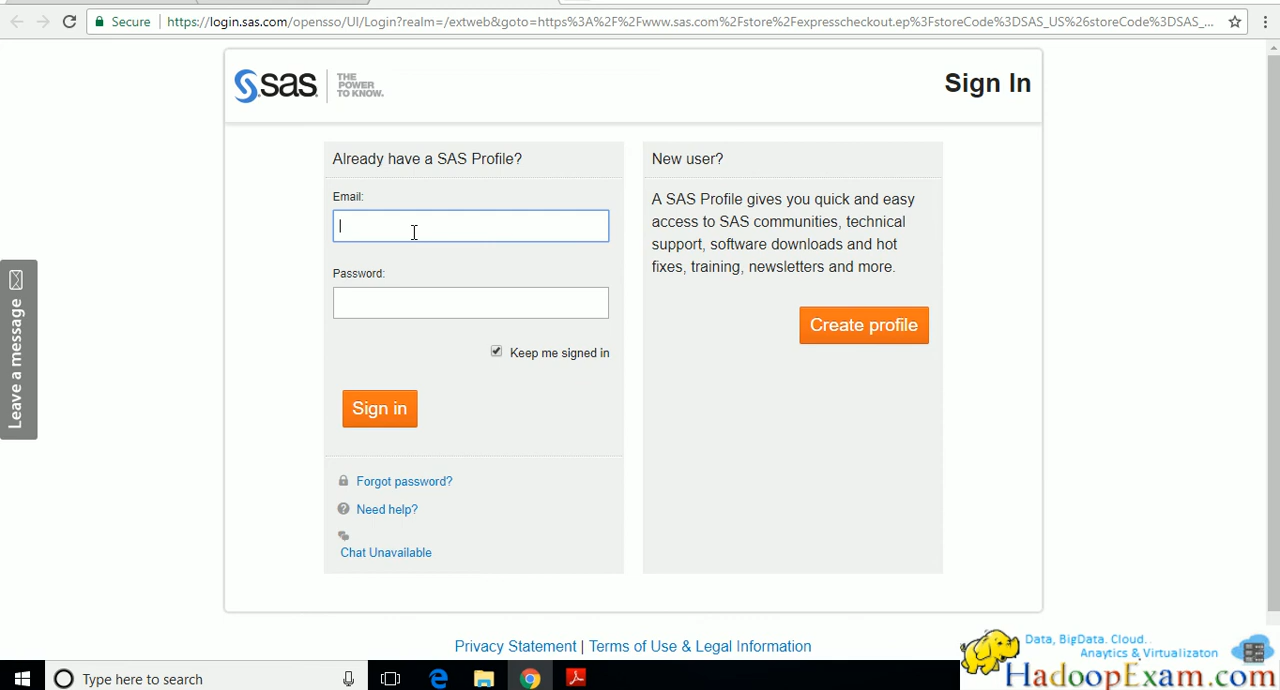 Secure
https://login.sas.com/opensso/UI/Login?realm=/extweb&goto=https%3A%2F%2Fwww.sas.com%2Fstore%2Fexpresscheckout.ep%3FstoreCode%3DSAS_US%26storeCode%3DSAS_...
sas THE POWER TO KNOW.
Sign In
Already have a SAS Profile?
Email:
Password:
Keep me signed in
Sign in
Forgot password?
Need help?
Chat Unavailable
New user?
A SAS Profile gives you quick and easy
access to SAS communities, technical
support, software downloads and hot
fixes, training, newsletters and more.
Create profile
Leave a message
Privacy Statement | Terms of Use & Legal Information
Data, BigData. Cloud..
Anaytics & Virtualizaton
HadoopExam.com
Type here to search